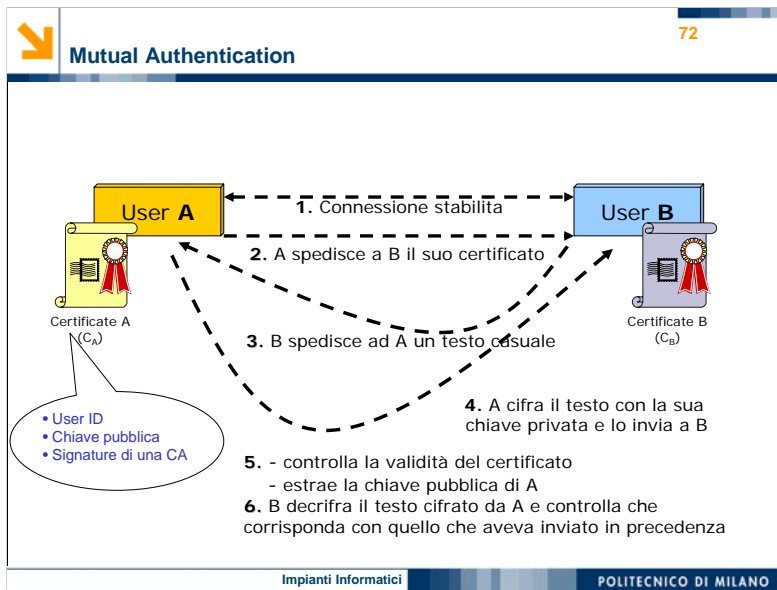 72
Mutual Authentication
User A
User B
1. Connessione stabilita
2. A spedisce a B il suo certificato
Certificate A
(CA)
Certificate B
(CB)
3. B spedisce ad A un testo casuale
• User ID
• Chiave pubblica
• Signature di una CA
4. A cifra il testo con la sua
chiave privata e lo invia a B
5. - controlla la validità del certificato
- estrae la chiave pubblica di A
6. B decrifra il testo cifrato da A e controlla che
corrisponda con quello che aveva inviato in precedenza
Impianti Informatici
POLITECNICO DI MILANO